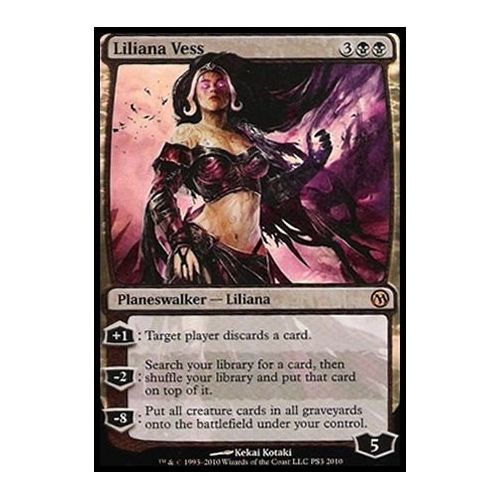 Liliana Vess 3
Planeswalker — Liliana
+1 : Target player discards a card.
-2 : Search your library for a card, then
shuffle your library and put that card
on top of it.
-8 : Put all creature cards in all graveyards
onto the battlefield under your control.
5
Kekai Kotaki
™ & © 1993–2010 Wizards of the Coast LLC PS3 2010